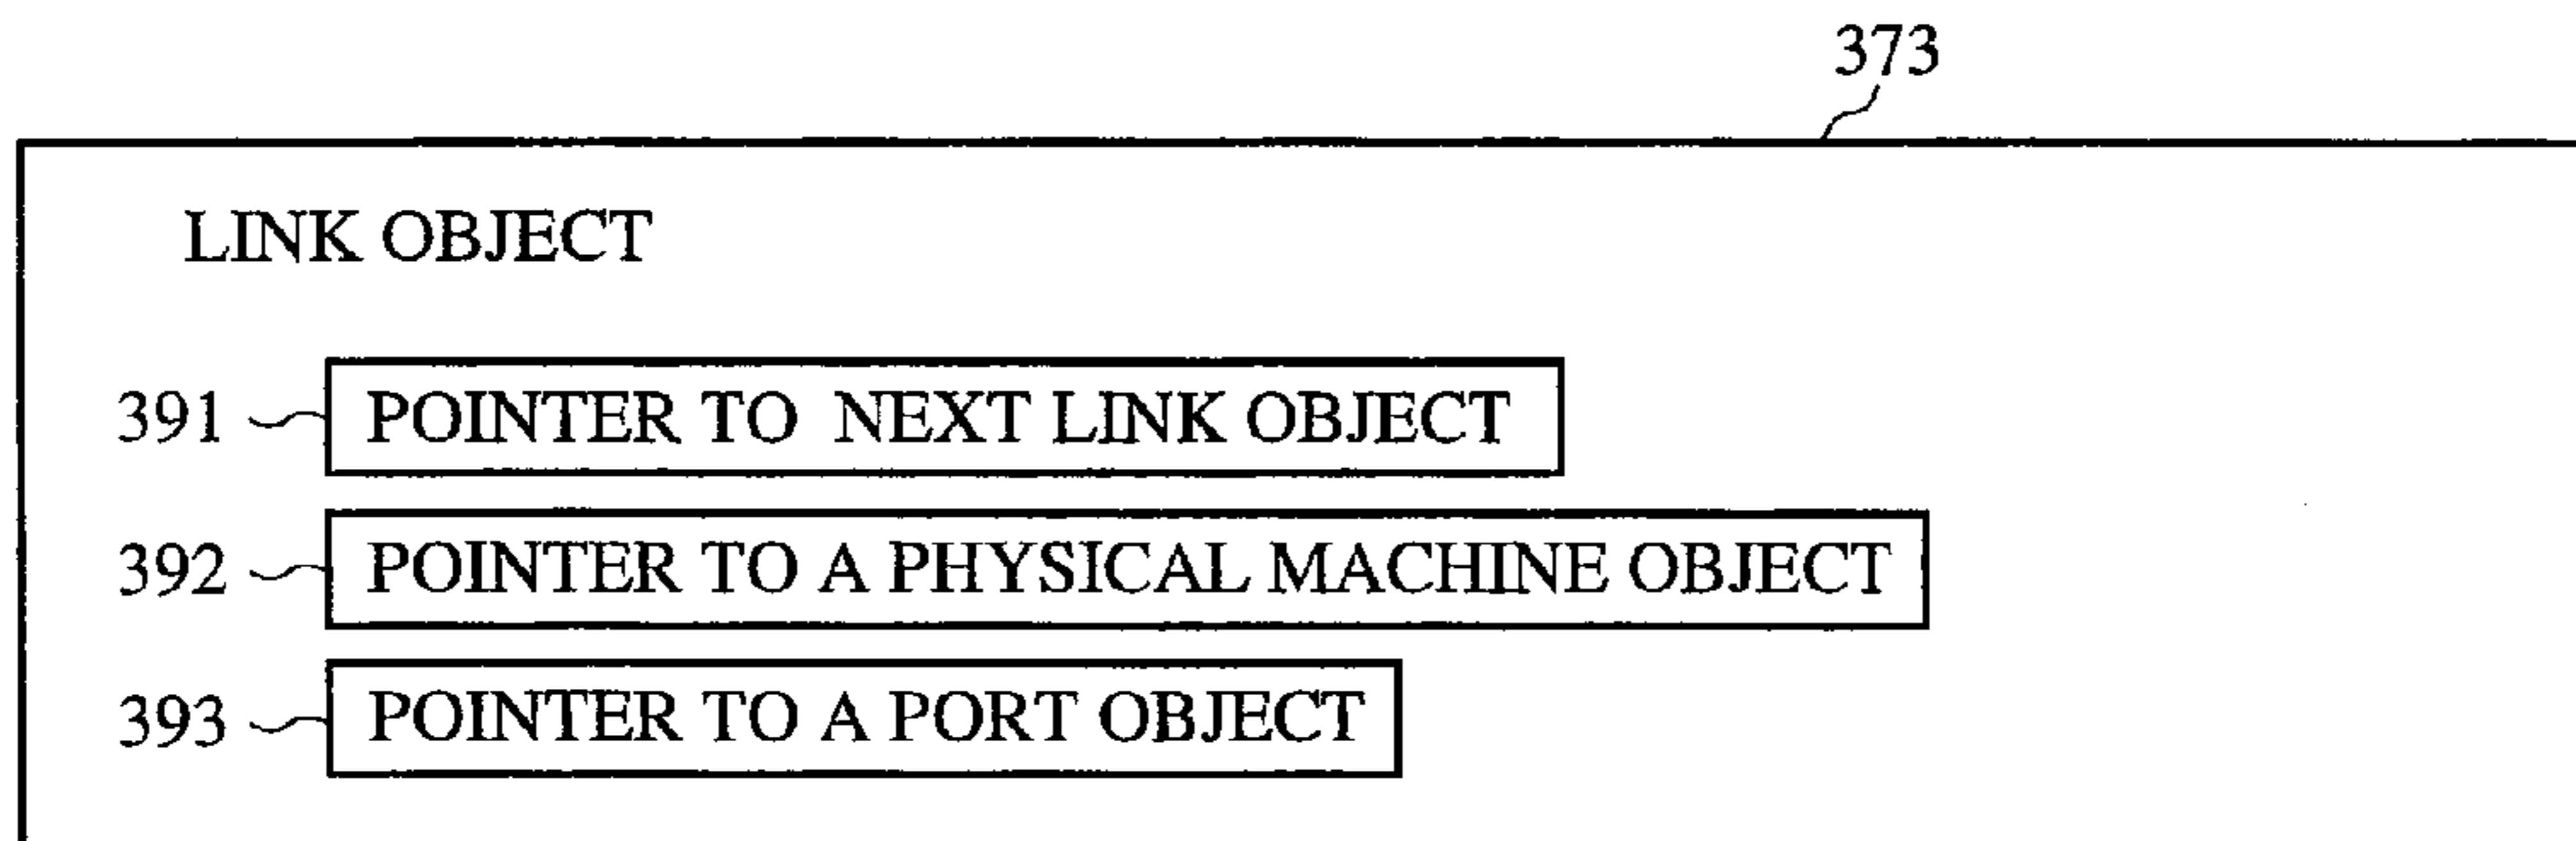 373
LINK OBJECT
391 POINTER TO NEXT LINK OBJECT
392 POINTER TO A PHYSICAL MACHINE OBJECT
393 POINTER TO A PORT OBJECT